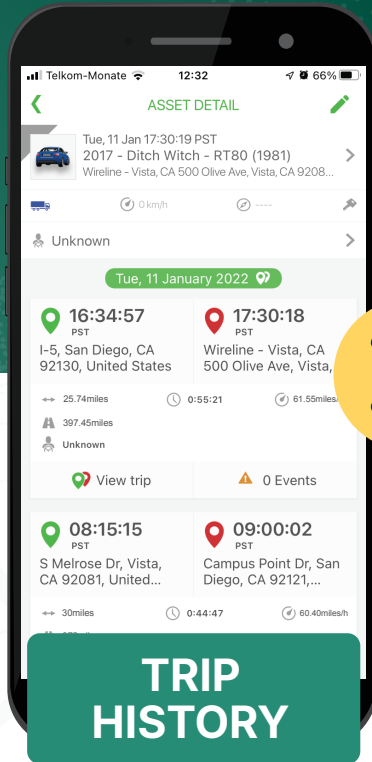 Telkom-Monate 12:32 66%
ASSET DETAIL
Tue, 11 Jan 17:30:19 PST
2017 - Ditch Witch - RT80 (1981)
Wireline - Vista, CA 500 Olive Ave, Vista, CA 9208...
0 km/h ----
Unknown
Tue, 11 January 2022
16:34:57 17:30:18
PST PST
I-5, San Diego, CA Wireline - Vista, CA
92130, United States 500 Olive Ave, Vista,
25.74miles 0:55:21 61.55miles/
397.45miles
Unknown
View trip 0 Events
08:15:15 09:00:02
PST PST
S Melrose Dr, Vista, Campus Point Dr, San
CA 92081, United... Diego, CA 92121,...
30miles 0:44:47 60.40miles/h
TRIP
HISTORY